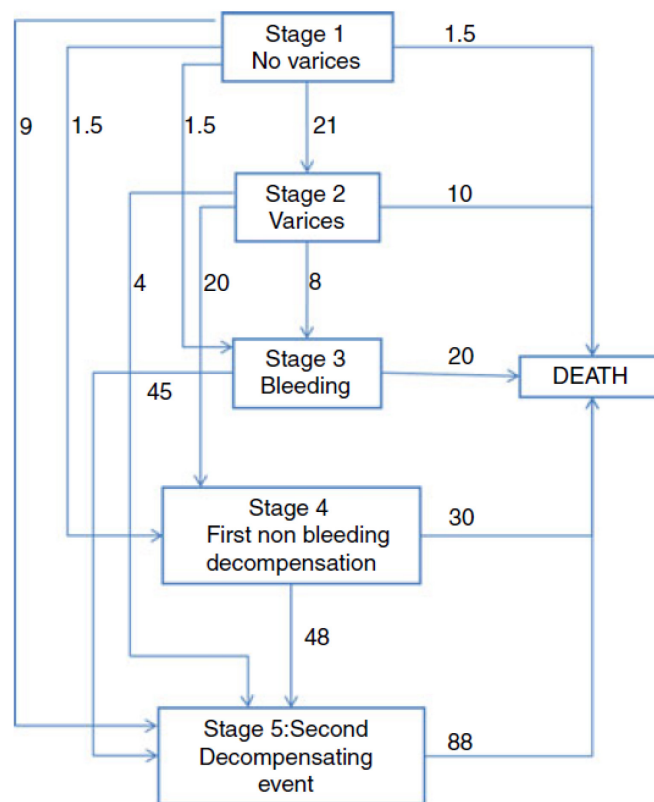 Stage 1
No varices
1.5
9
1.5
1.5
21
Stage 2
Varices
10
4
20
8
Stage 3
Bleeding
20
DEATH
45
Stage 4
First non bleeding
decompensation
30
48
Stage 5:Second
Decompensating
event
88